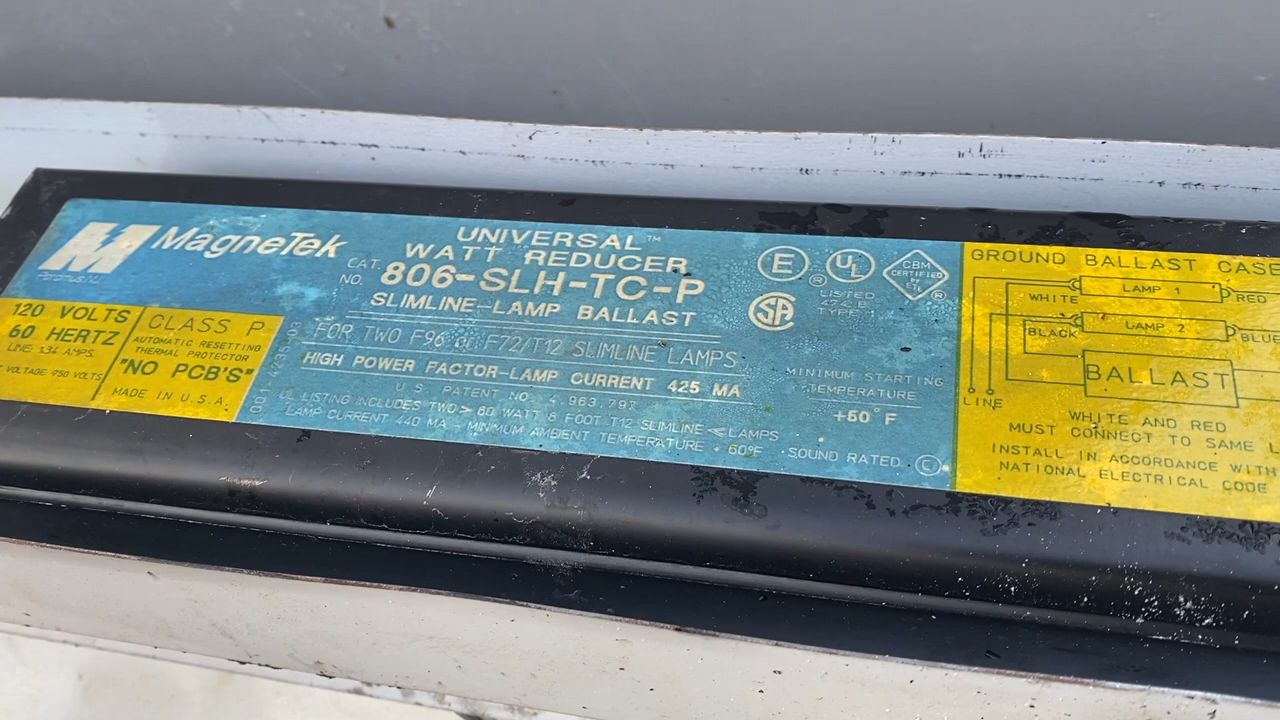 MagneTek
UNIVERSAL™
WATT REDUCER
CAT. NO. 806-SLH-TC-P
SLIMLINE-LAMP BALLAST
FOR TWO F96 or F72/T12 SLIMLINE LAMPS
HIGH POWER FACTOR-LAMP CURRENT 425 MA
U.S. PATENT NO. 4,963,797
LISTING INCLUDES TWO > 60 WATT 8 FOOT T12 SLIMLINE < LAMPS
LAMP CURRENT 440 MA - MINIMUM AMBIENT TEMPERATURE + 60°F
E ®
UL
LISTED
TYPE 1
CBM
CERTIFIED
by
ETL ®
SA
MINIMUM STARTING
TEMPERATURE
+50°F
SOUND RATED C
120 VOLTS
60 HERTZ
LINE: 1.34 AMPS.
VOLTAGE 950 VOLTS
CLASS P
AUTOMATIC RESETTING
THERMAL PROTECTOR
"NO PCB'S"
MADE IN U.S.A.
GROUND BALLAST CASE
LAMP 1
WHITE
RED
LAMP 2
BLACK
BLUE
BALLAST
LINE
WHITE AND RED
MUST CONNECT TO SAME L
INSTALL IN ACCORDANCE WITH
NATIONAL ELECTRICAL CODE